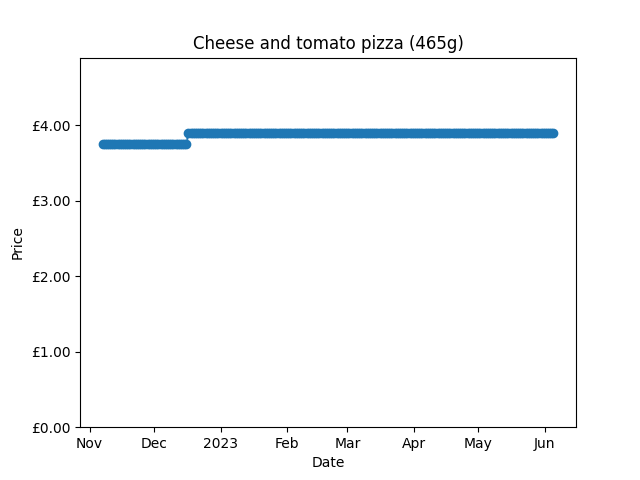 Cheese and tomato pizza (465g)
£4.00
£3.00
£2.00
£1.00
£0.00
Price
Nov Dec 2023 Feb Mar Apr May Jun
Date